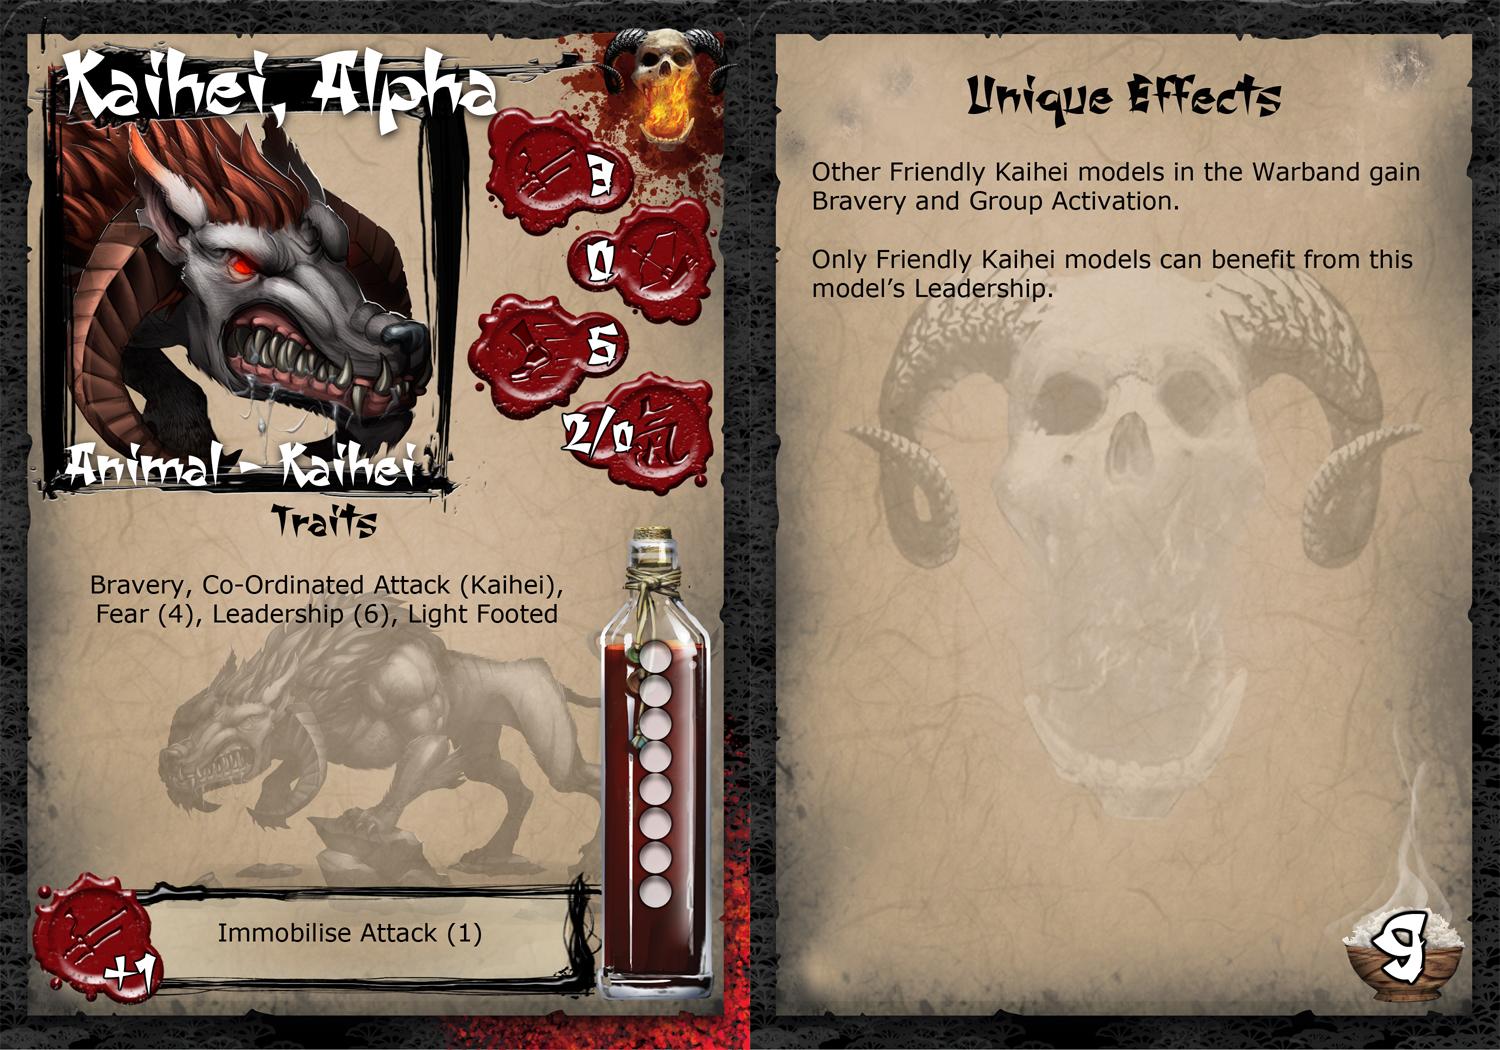 Kaihei, Alpha
3
0
5
2/0
氣
Animal - Kaihei
Traits
Bravery, Co-Ordinated Attack (Kaihei),
Fear (4), Leadership (6), Light Footed
Immobilise Attack (1)
+1
Unique Effects
Other Friendly Kaihei models in the Warband gain
Bravery and Group Activation.
Only Friendly Kaihei models can benefit from this
model's Leadership.
9